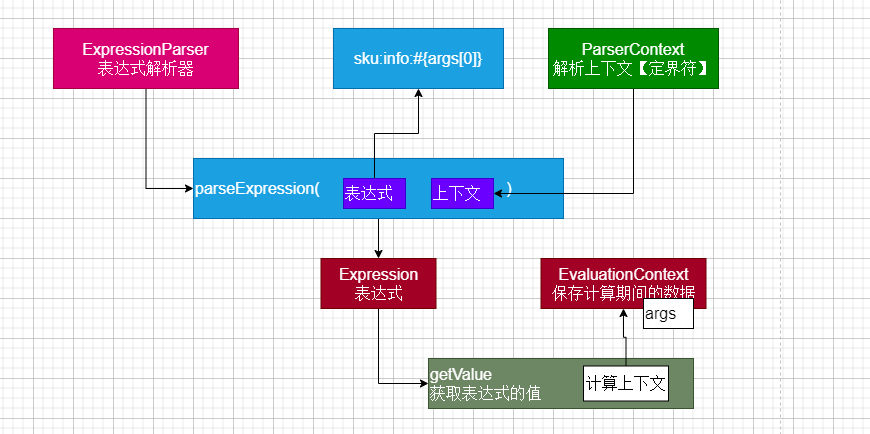 ExpressionParser
表达式解析器
sku:info:#{args[0]}
ParserContext
解析上下文【定界符】
parseExpression( 表达式 上下文 )
Expression
表达式
EvaluationContext
保存计算期间的数据
args
getValue
获取表达式的值
计算上下文